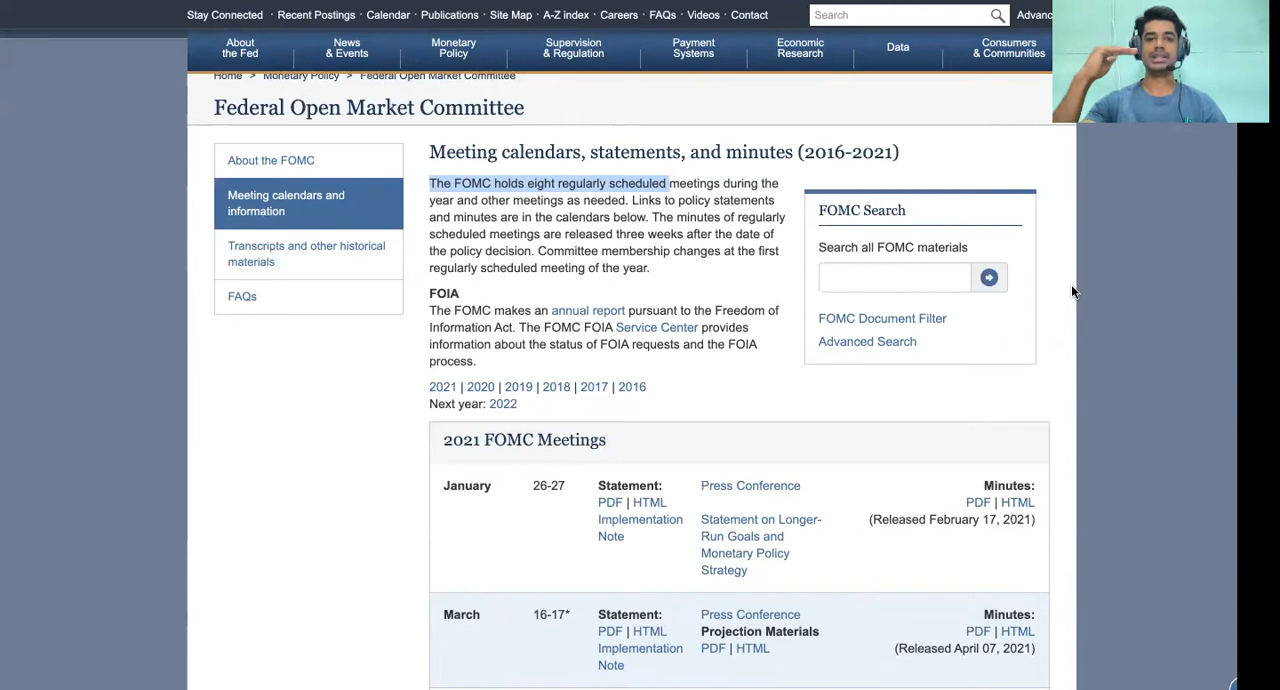 Stay Connected · Recent Postings · Calendar · Publications · Site Map · A-Z index · Careers · FAQs · Videos · Contact
Search
Advanc
About the Fed
News & Events
Monetary Policy
Supervision & Regulation
Payment Systems
Economic Research
Data
Consumers & Communities
Home > Monetary Policy > Federal Open Market Committee
Federal Open Market Committee
About the FOMC
Meeting calendars and
information
Transcripts and other historical
materials
FAQs
Meeting calendars, statements, and minutes (2016-2021)
The FOMC holds eight regularly scheduled meetings during the
year and other meetings as needed. Links to policy statements
and minutes are in the calendars below. The minutes of regularly
scheduled meetings are released three weeks after the date of
the policy decision. Committee membership changes at the first
regularly scheduled meeting of the year.
FOIA
The FOMC makes an annual report pursuant to the Freedom of
Information Act. The FOMC FOIA Service Center provides
information about the status of FOIA requests and the FOIA
process.
2021 | 2020 | 2019 | 2018 | 2017 | 2016
Next year: 2022
FOMC Search
Search all FOMC materials
FOMC Document Filter
Advanced Search
2021 FOMC Meetings
January
26-27
Statement:
PDF | HTML
Implementation
Note
Press Conference
Statement on Longer-
Run Goals and
Monetary Policy
Strategy
Minutes:
PDF | HTML
(Released February 17, 2021)
March
16-17*
Statement:
PDF | HTML
Implementation
Note
Press Conference
Projection Materials
PDF | HTML
Minutes:
PDF | HTML
(Released April 07, 2021)